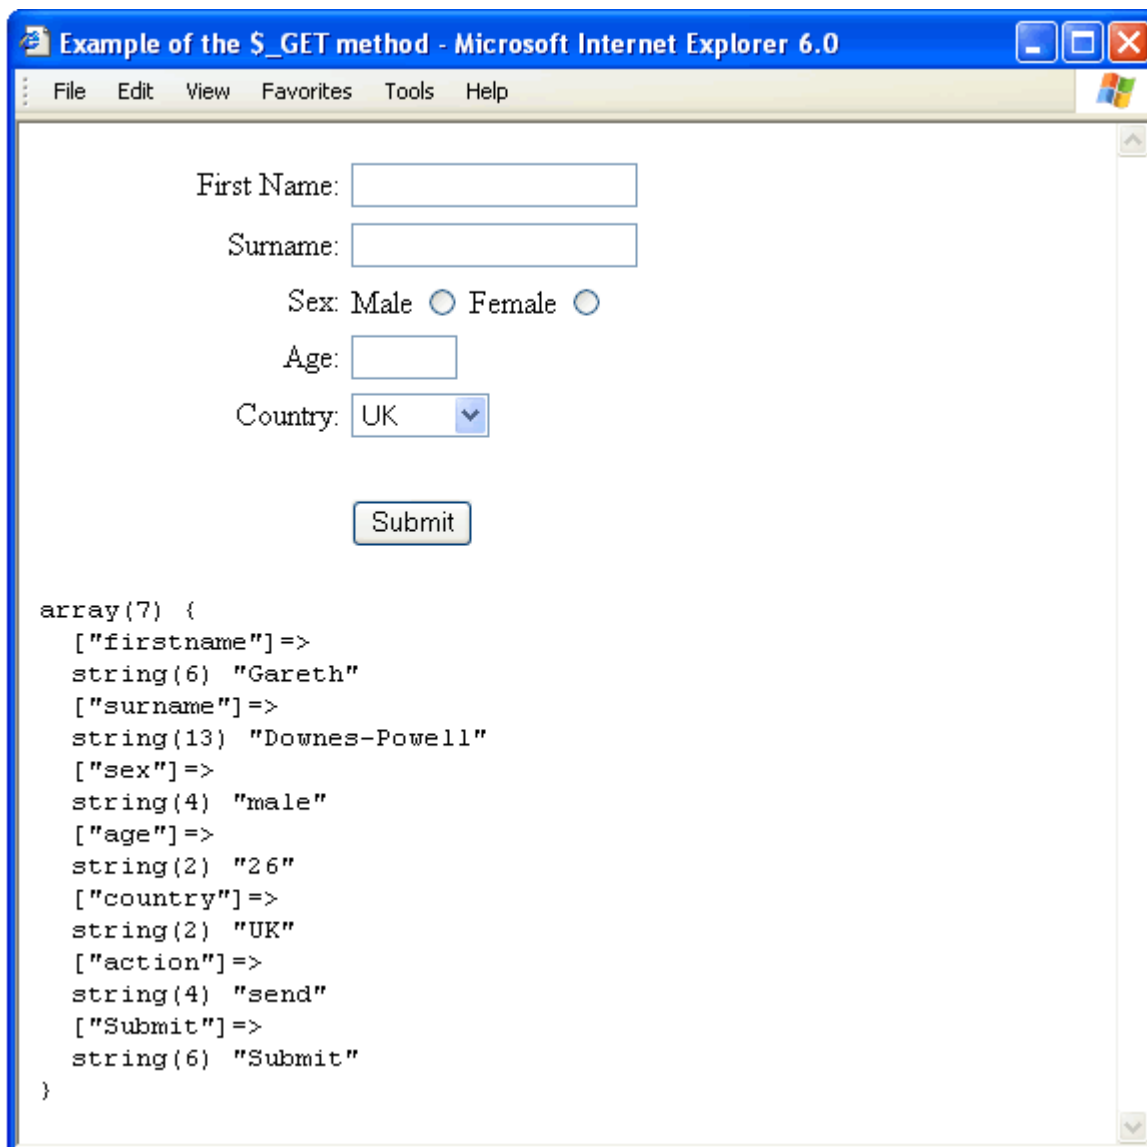 Example of the $_GET method - Microsoft Internet Explorer 6.0
File Edit View Favorites Tools Help
First Name:
Surname:
Sex: Male Female
Age:
Country: UK
Submit
array(7) {
  ["firstname"]=>
  string(6) "Gareth"
  ["surname"]=>
  string(13) "Downes-Powell"
  ["sex"]=>
  string(4) "male"
  ["age"]=>
  string(2) "26"
  ["country"]=>
  string(2) "UK"
  ["action"]=>
  string(4) "send"
  ["Submit"]=>
  string(6) "Submit"
}